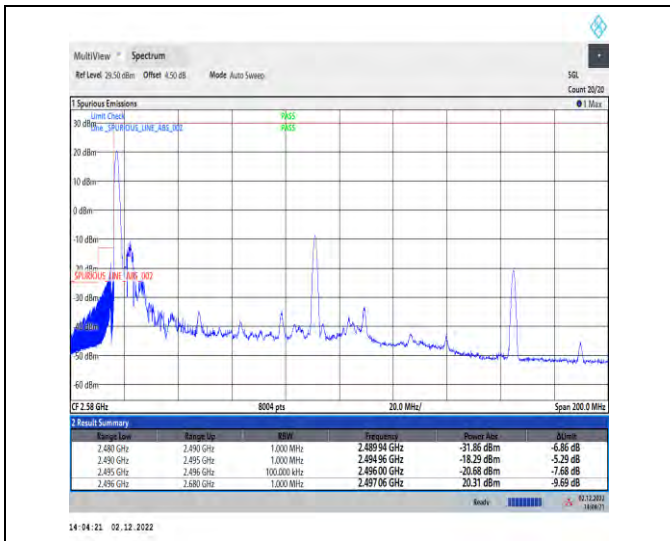 MultiView Spectrum
Ref Level 29.50 dBm Offset 4.50 dB Mode Auto Sweep SGL
Count 20/20
1 Spurious Emissions 1 Max
Limit Check PASS
30 dBm
Line _SPURIOUS_LINE_ABS_002 PASS
20 dBm
10 dBm
0 dBm
-10 dBm
-20 dBm
_SPURIOUS_LINE_ABS_002
-30 dBm
-40 dBm
-50 dBm
-60 dBm
CF 2.58 GHz 8004 pts 20.0 MHz/ Span 200.0 MHz
2 Result Summary
Range Low Range Up RBW Frequency Power Abs ΔLimit
2.480 GHz 2.490 GHz 1.000 MHz 2.489 94 GHz -31.86 dBm -6.86 dB
2.490 GHz 2.495 GHz 1.000 MHz 2.494 96 GHz -18.29 dBm -5.29 dB
2.495 GHz 2.496 GHz 100.000 kHz 2.496 00 GHz -20.68 dBm -7.68 dB
2.496 GHz 2.680 GHz 1.000 MHz 2.497 06 GHz 20.31 dBm -9.69 dB
Ready 02.12.2022
14:04:21
14:04:21 02.12.2022